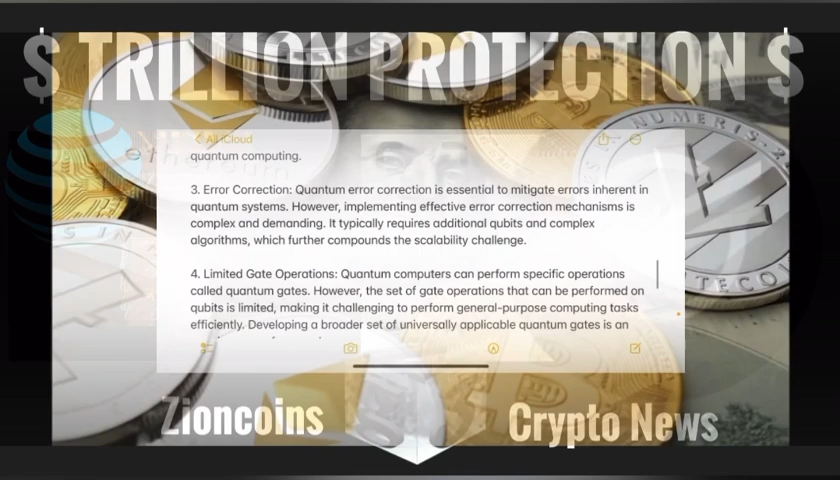 $ TRILLION PROTECTION $
All iCloud
quantum computing.
3. Error Correction: Quantum error correction is essential to mitigate errors inherent in
quantum systems. However, implementing effective error correction mechanisms is
complex and demanding. It typically requires additional qubits and complex
algorithms, which further compounds the scalability challenge.
4. Limited Gate Operations: Quantum computers can perform specific operations
called quantum gates. However, the set of gate operations that can be performed on
qubits is limited, making it challenging to perform general-purpose computing tasks
efficiently. Developing a broader set of universally applicable quantum gates is an
Zioncoins
Crypto News